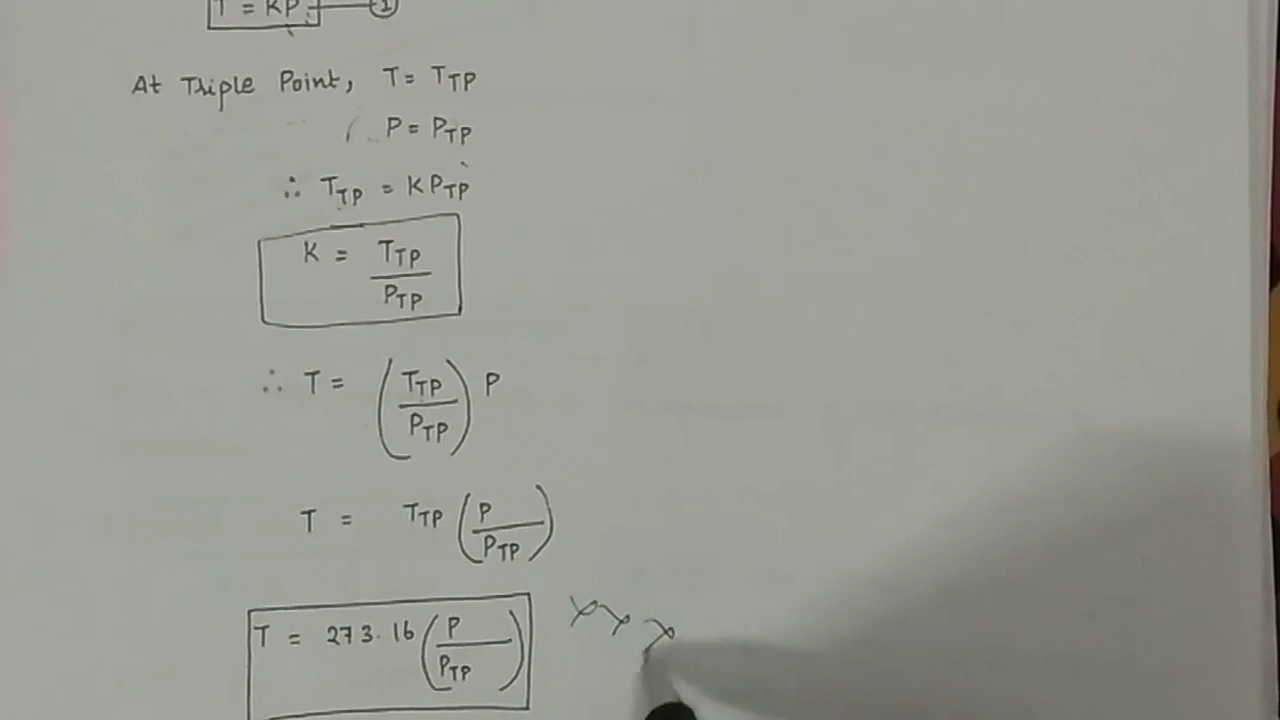 T = KP ①
At Triple Point, T = T_TP
P = P_TP
∴ T_TP = K P_TP
K = T_TP / P_TP
∴ T = (T_TP / P_TP) P
T = T_TP (P / P_TP)
T = 273.16 (P / P_TP)